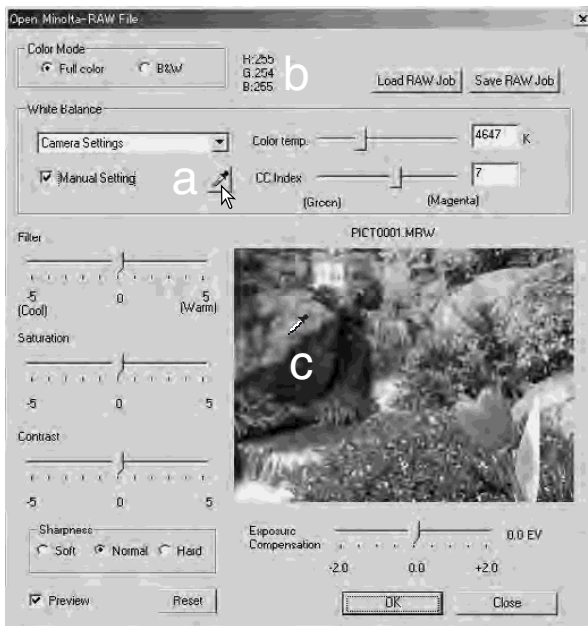 Open Minolta-RAW File
Color Mode
Full color
B&W
R:255
G:254
B:255
b
Load RAW Job
Save RAW Job
White Balance
Camera Settings
Color temp.
4647
K
Manual Setting
a
CC Index
7
(Green)
(Magenta)
Filter
-5
0
5
(Cool)
(Warm)
PICT0001.MRW
c
Saturation
-5
0
5
Contrast
-5
0
5
Sharpness
Soft
Normal
Hard
Exposure
Compensation
0.0 EV
-2.0
0.0
+2.0
Preview
Reset
OK
Close